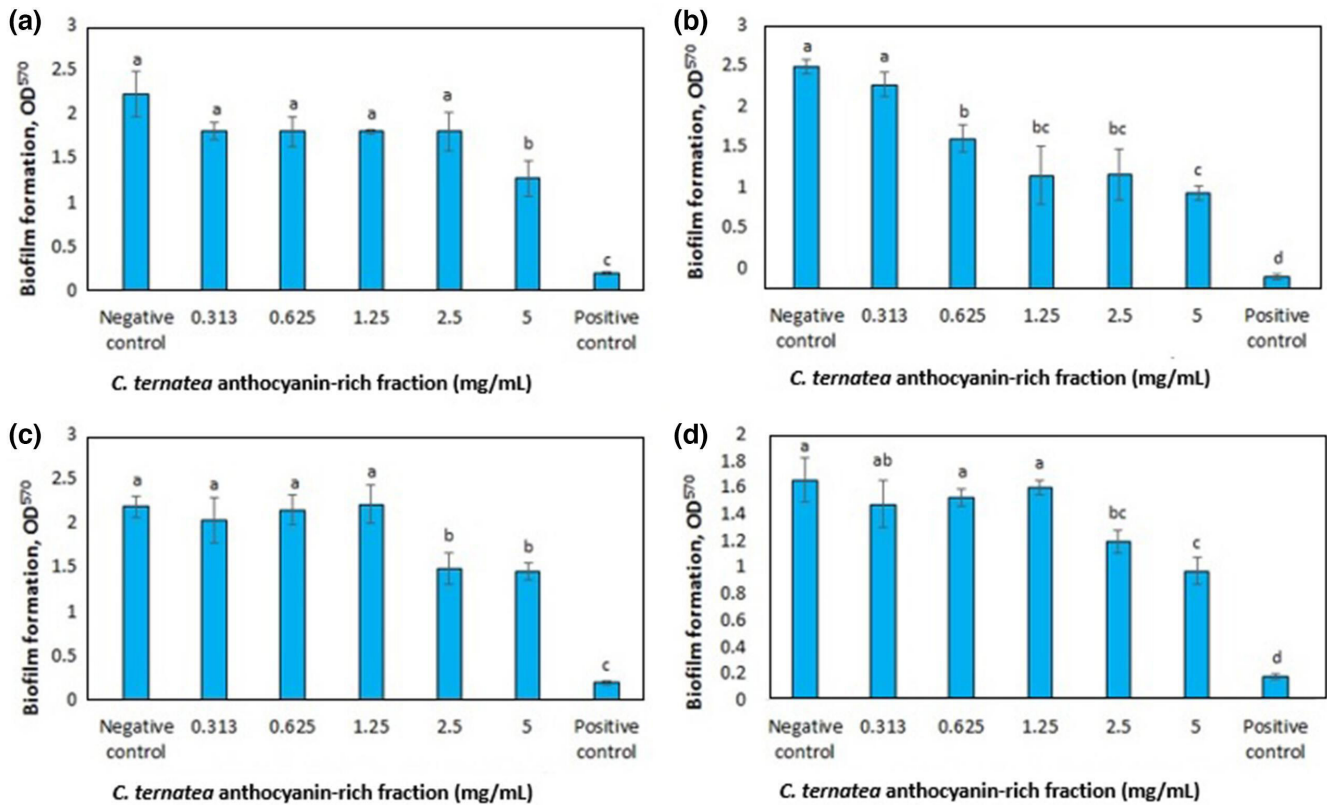 (a)
3
2.5
2
1.5
1
0.5
0
Biofilm formation, OD⁵⁷⁰
a
a
a
a
a
b
c
Negative control
0.313
0.625
1.25
2.5
5
Positive control
C. ternatea anthocyanin-rich fraction (mg/mL)
(b)
3
2.5
2
1.5
1
0.5
0
Biofilm formation, OD⁵⁷⁰
a
a
b
bc
bc
c
d
Negative control
0.313
0.625
1.25
2.5
5
Positive control
C. ternatea anthocyanin-rich fraction (mg/mL)
(c)
3
2.5
2
1.5
1
0.5
0
Biofilm formation, OD⁵⁷⁰
a
a
a
a
b
b
c
Negative control
0.313
0.625
1.25
2.5
5
Positive control
C. ternatea anthocyanin-rich fraction (mg/mL)
(d)
2
1.8
1.6
1.4
1.2
1
0.8
0.6
0.4
0.2
0
Biofilm formation, OD⁵⁷⁰
a
ab
a
a
bc
c
d
Negative control
0.313
0.625
1.25
2.5
5
Positive control
C. ternatea anthocyanin-rich fraction (mg/mL)